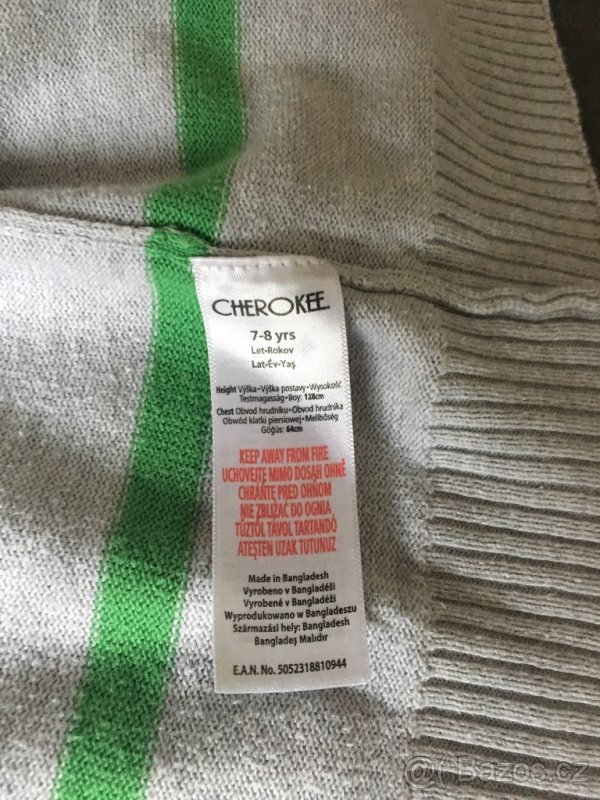 CHEROKEE
7-8 yrs
Let•Rokov
Lat•Év•Yaş
Height Výška • Výška postavy • Wysokość
Testmagasság • Boy: 128cm
Chest Obvod hrudníku • Obvod hrudníka
Obwód klatki piersiowej • Mellbőség
Göğüs: 64cm
KEEP AWAY FROM FIRE
UCHOVEJTE MIMO DOSAH OHNĚ
CHRÁŇTE PRED OHŇOM
NIE ZBLIŻAĆ DO OGNIA
TŰZTŐL TÁVOL TARTANDÓ
ATEŞTEN UZAK TUTUNUZ
Made in Bangladesh
Vyrobeno v Bangladéši
Vyrobené v Bangladéži
Wyprodukowano w Bangladeszu
Származási hely: Bangladesh
Bangladeş Malıdır
E.A.N. No. 5052318810944
@ Bazos.cz